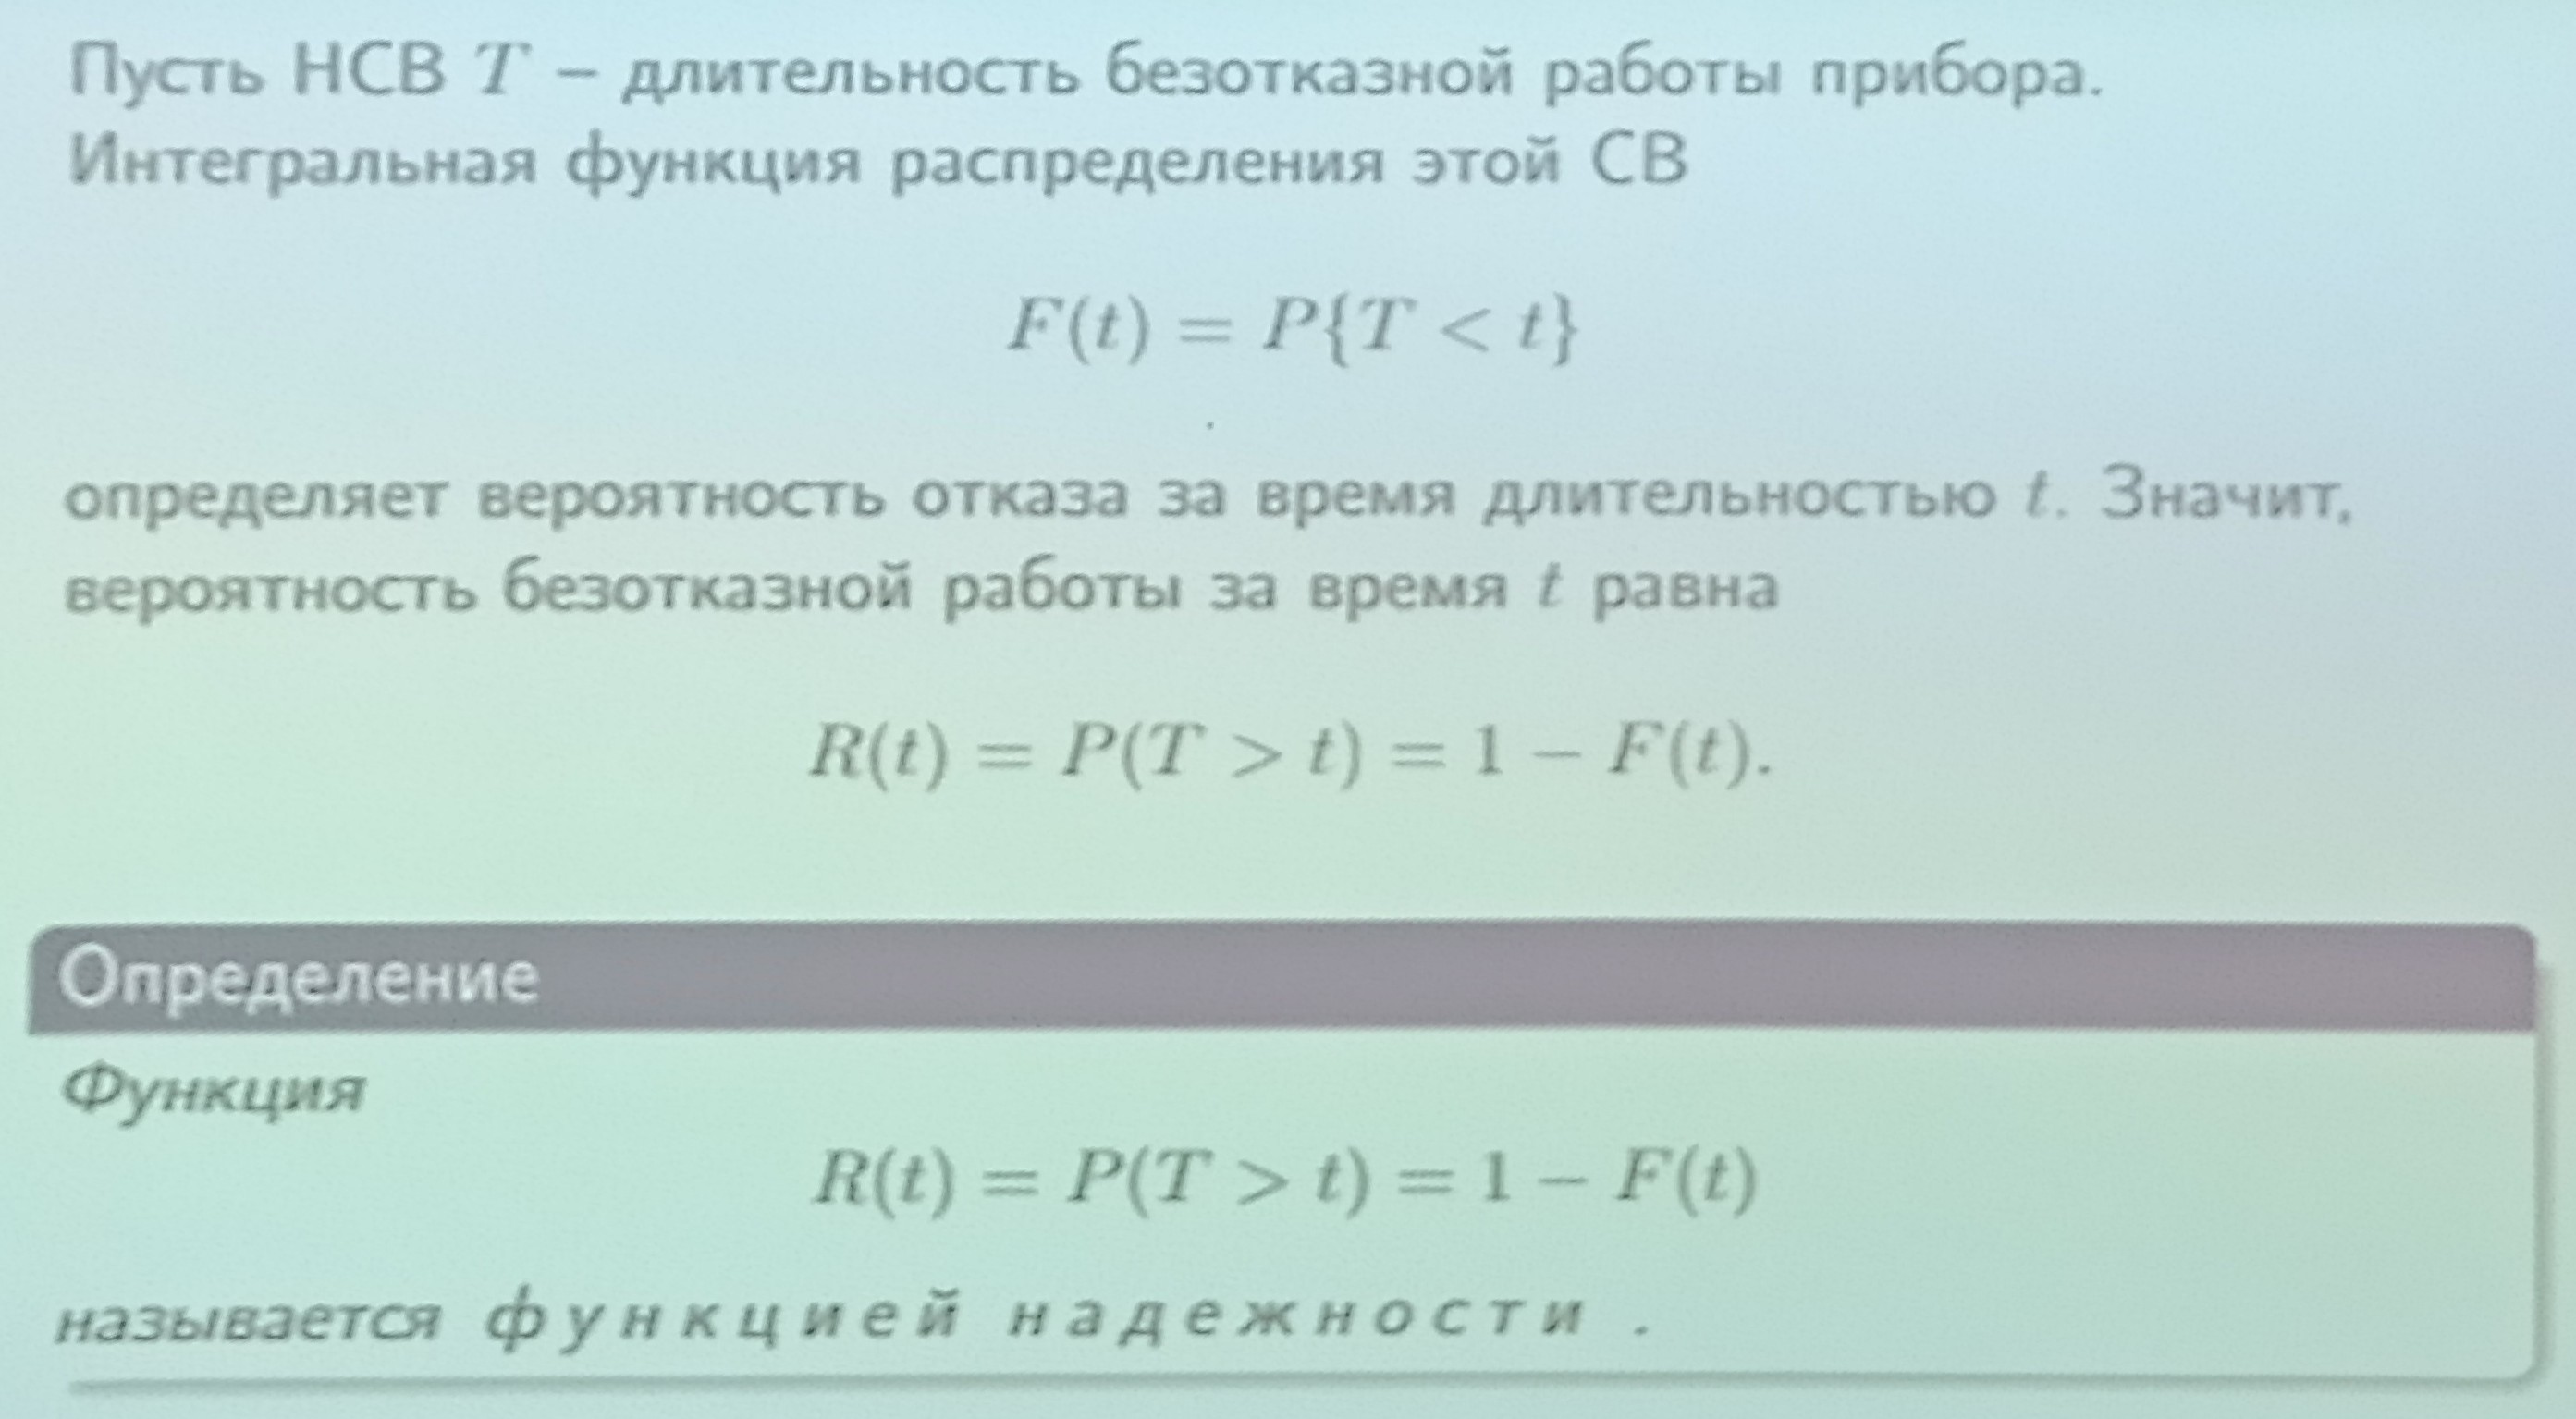 Пусть НСВ T – длительность безотказной работы прибора.
Интегральная функция распределения этой СВ
F(t) = P{T < t}
определяет вероятность отказа за время длительностью t. Значит,
вероятность безотказной работы за время t равна
R(t) = P(T > t) = 1 − F(t).
Определение
Функция
R(t) = P(T > t) = 1 − F(t)
называется функцией надежности .